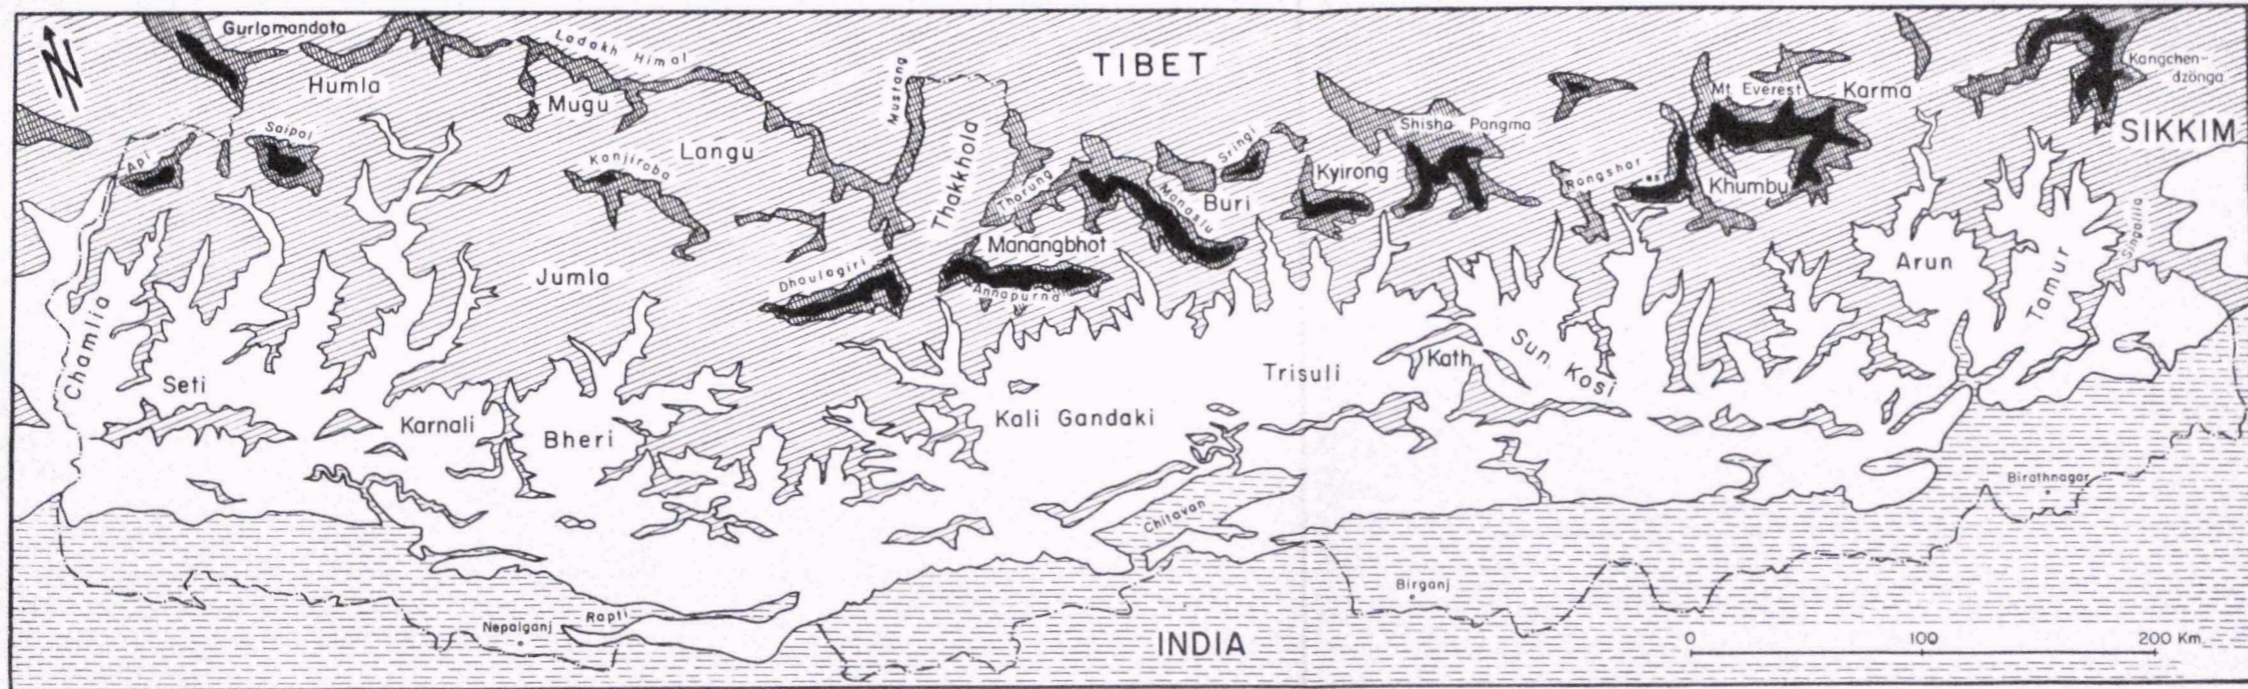 N
Gurlamandata
Ladakh Himal
TIBET
Kangchen-
dzönga
Humla
Mugu
Mustang
Mt Everest
Karma
Api
Saipal
Langu
Kanjiroba
Thakkhola
Thorung
Manaslu
Buri
Sringi
Kyirong
Shisha Pangma
Rongshar
Khumbu
SIKKIM
Singalila
Manangbhot
Jumla
Dhaulagiri
Annapurna
Arun
Tamur
Chamlia
Seti
Karnali
Bheri
Kali Gandaki
Trisuli
Kath.
Sun Kosi
Chitavan
Birathnagar
Birganj
Nepalganj
Rapti
INDIA
0 100 200 Km.